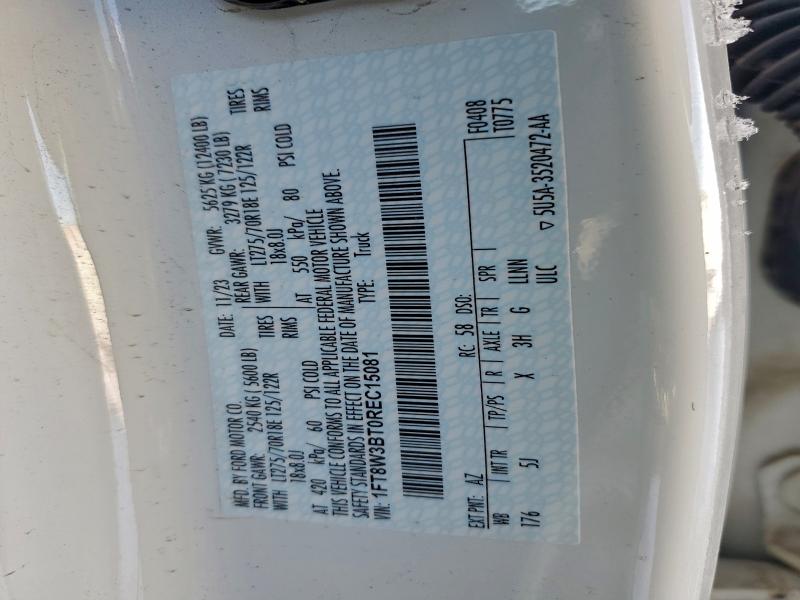 MFD. BY FORD MOTOR CO.
DATE: 11/23 GVWR: 5625 KG (12400 LB)
FRONT GAWR: 2540 KG ( 5600 LB) REAR GAWR: 3279 KG ( 7230 LB)
WITH LT275/70R18E 125/122R TIRES WITH LT275/70R18E 125/122R TIRES
18x8.0J RIMS 18x8.0J RIMS
AT 420 kPa/ 60 PSI COLD AT 550 kPa/ 80 PSI COLD
THIS VEHICLE CONFORMS TO ALL APPLICABLE FEDERAL MOTOR VEHICLE
SAFETY STANDARDS IN EFFECT ON THE DATE OF MANUFACTURE SHOWN ABOVE.
VIN: 1FT8W3BT0REC15081 TYPE: Truck
EXT PNT: AZ RC: 58 DSO: F0408
WB MT TR TP/PS R AXLE TR SPR T0775
176 5J X 3H G LLNN
ULC ▽ 5U5A-3520472-AA